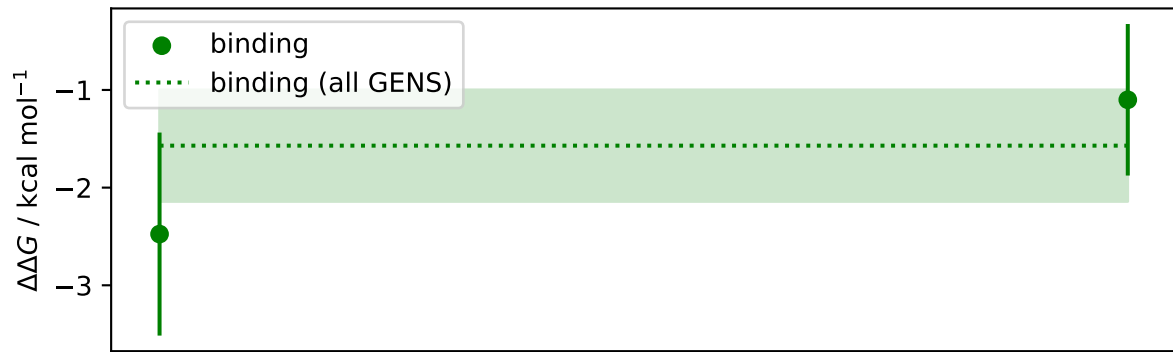 binding
binding (all GENS)
ΔΔG / kcal mol⁻¹
−1
−2
−3